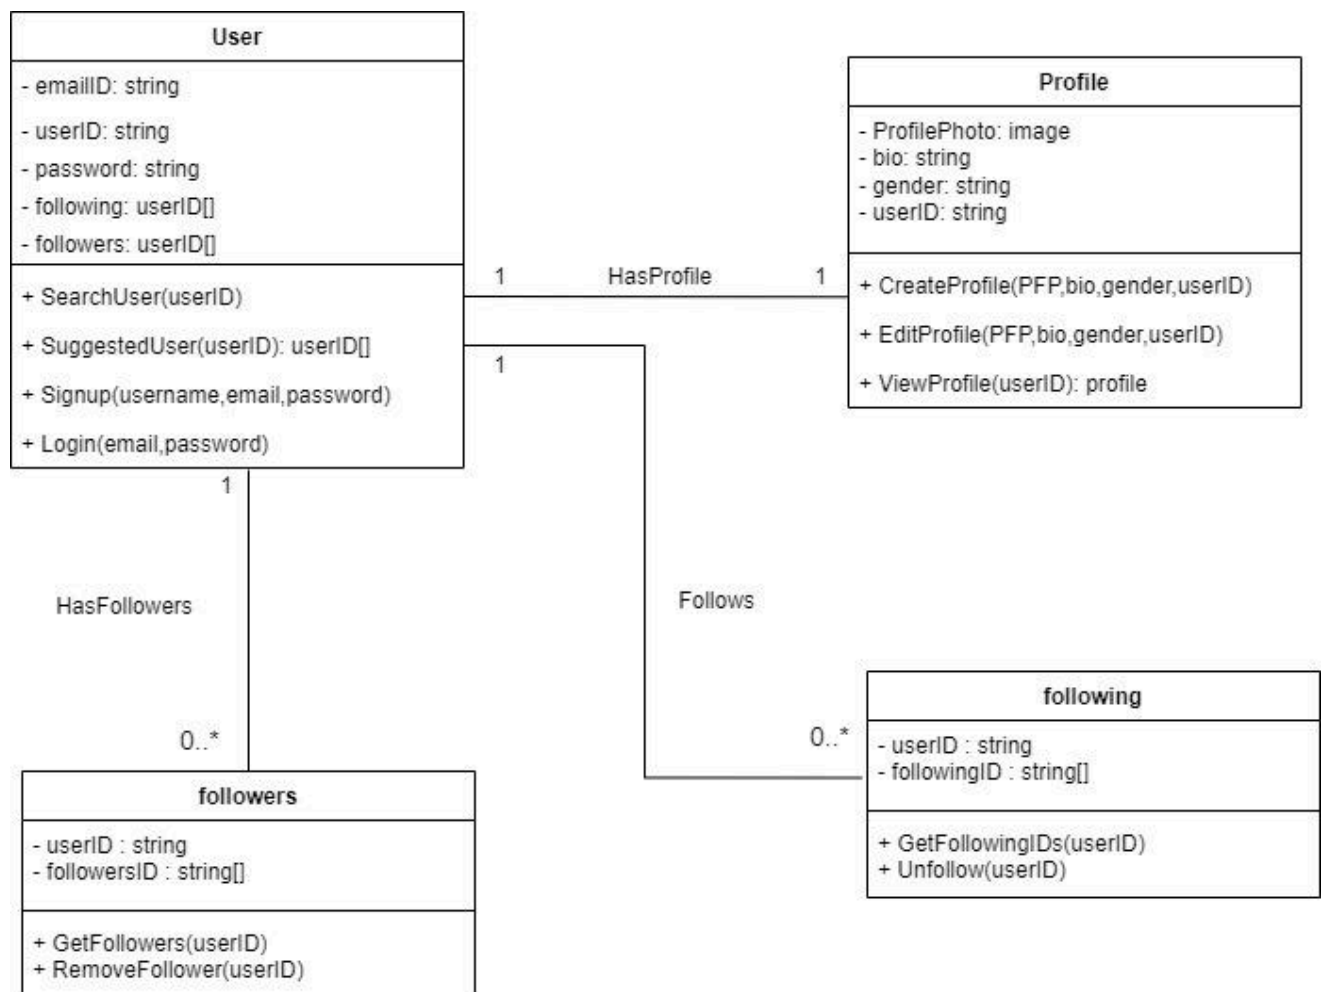 User
- emailID: string
- userID: string
- password: string
- following: userID[]
- followers: userID[]
+ SearchUser(userID)
+ SuggestedUser(userID): userID[]
+ Signup(username,email,password)
+ Login(email,password)
1
HasProfile
1
1
Profile
- ProfilePhoto: image
- bio: string
- gender: string
- userID: string
+ CreateProfile(PFP,bio,gender,userID)
+ EditProfile(PFP,bio,gender,userID)
+ ViewProfile(userID): profile
1
HasFollowers
0..*
Follows
0..*
followers
- userID : string
- followersID : string[]
+ GetFollowers(userID)
+ RemoveFollower(userID)
following
- userID : string
- followingID : string[]
+ GetFollowingIDs(userID)
+ Unfollow(userID)